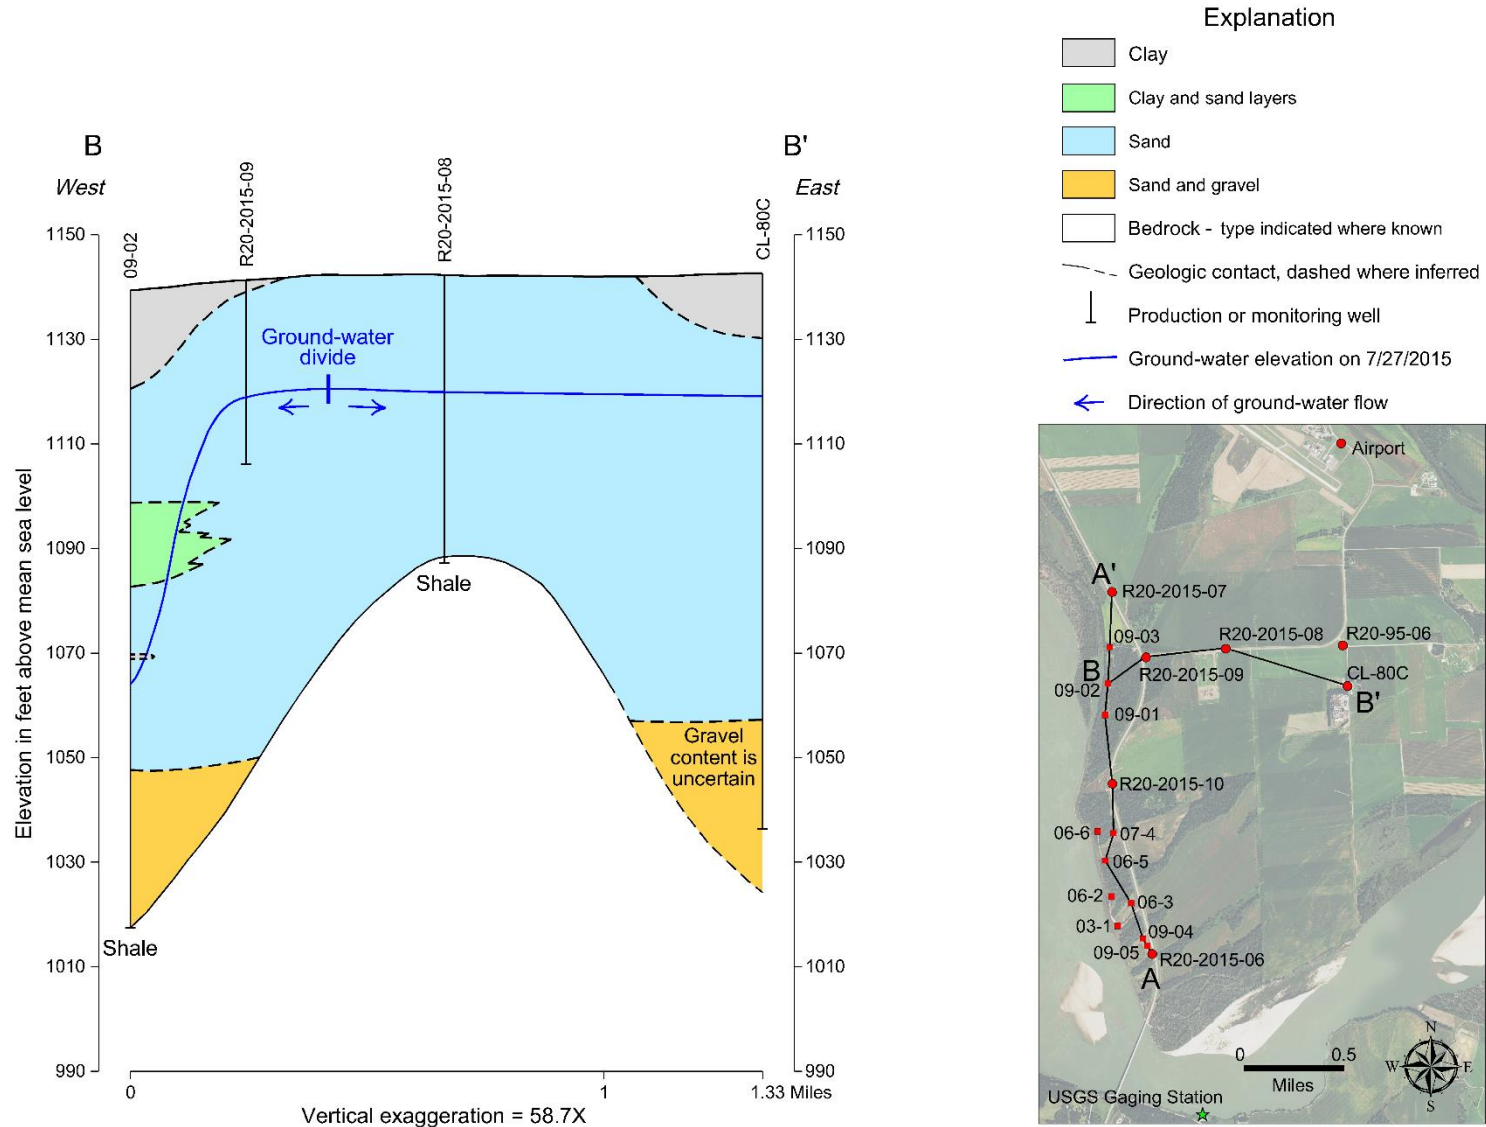 Explanation
Clay
Clay and sand layers
Sand
Sand and gravel
Bedrock - type indicated where known
Geologic contact, dashed where inferred
Production or monitoring well
Ground-water elevation on 7/27/2015
Direction of ground-water flow
B
B'
West
East
09-02
R20-2015-09
R20-2015-08
CL-80C
Elevation in feet above mean sea level
1150
1130
1110
1090
1070
1050
1030
1010
990
1150
1130
1110
1090
1070
1050
1030
1010
990
Ground-water
divide
Shale
Shale
Gravel
content is
uncertain
0
1
1.33 Miles
Vertical exaggeration = 58.7X
Airport
A'
R20-2015-07
09-03
R20-2015-08
R20-95-06
B
R20-2015-09
CL-80C
09-02
B'
09-01
R20-2015-10
06-6
07-4
06-5
06-2
06-3
03-1
09-04
09-05
R20-2015-06
A
0
0.5
Miles
N
W
E
S
USGS Gaging Station